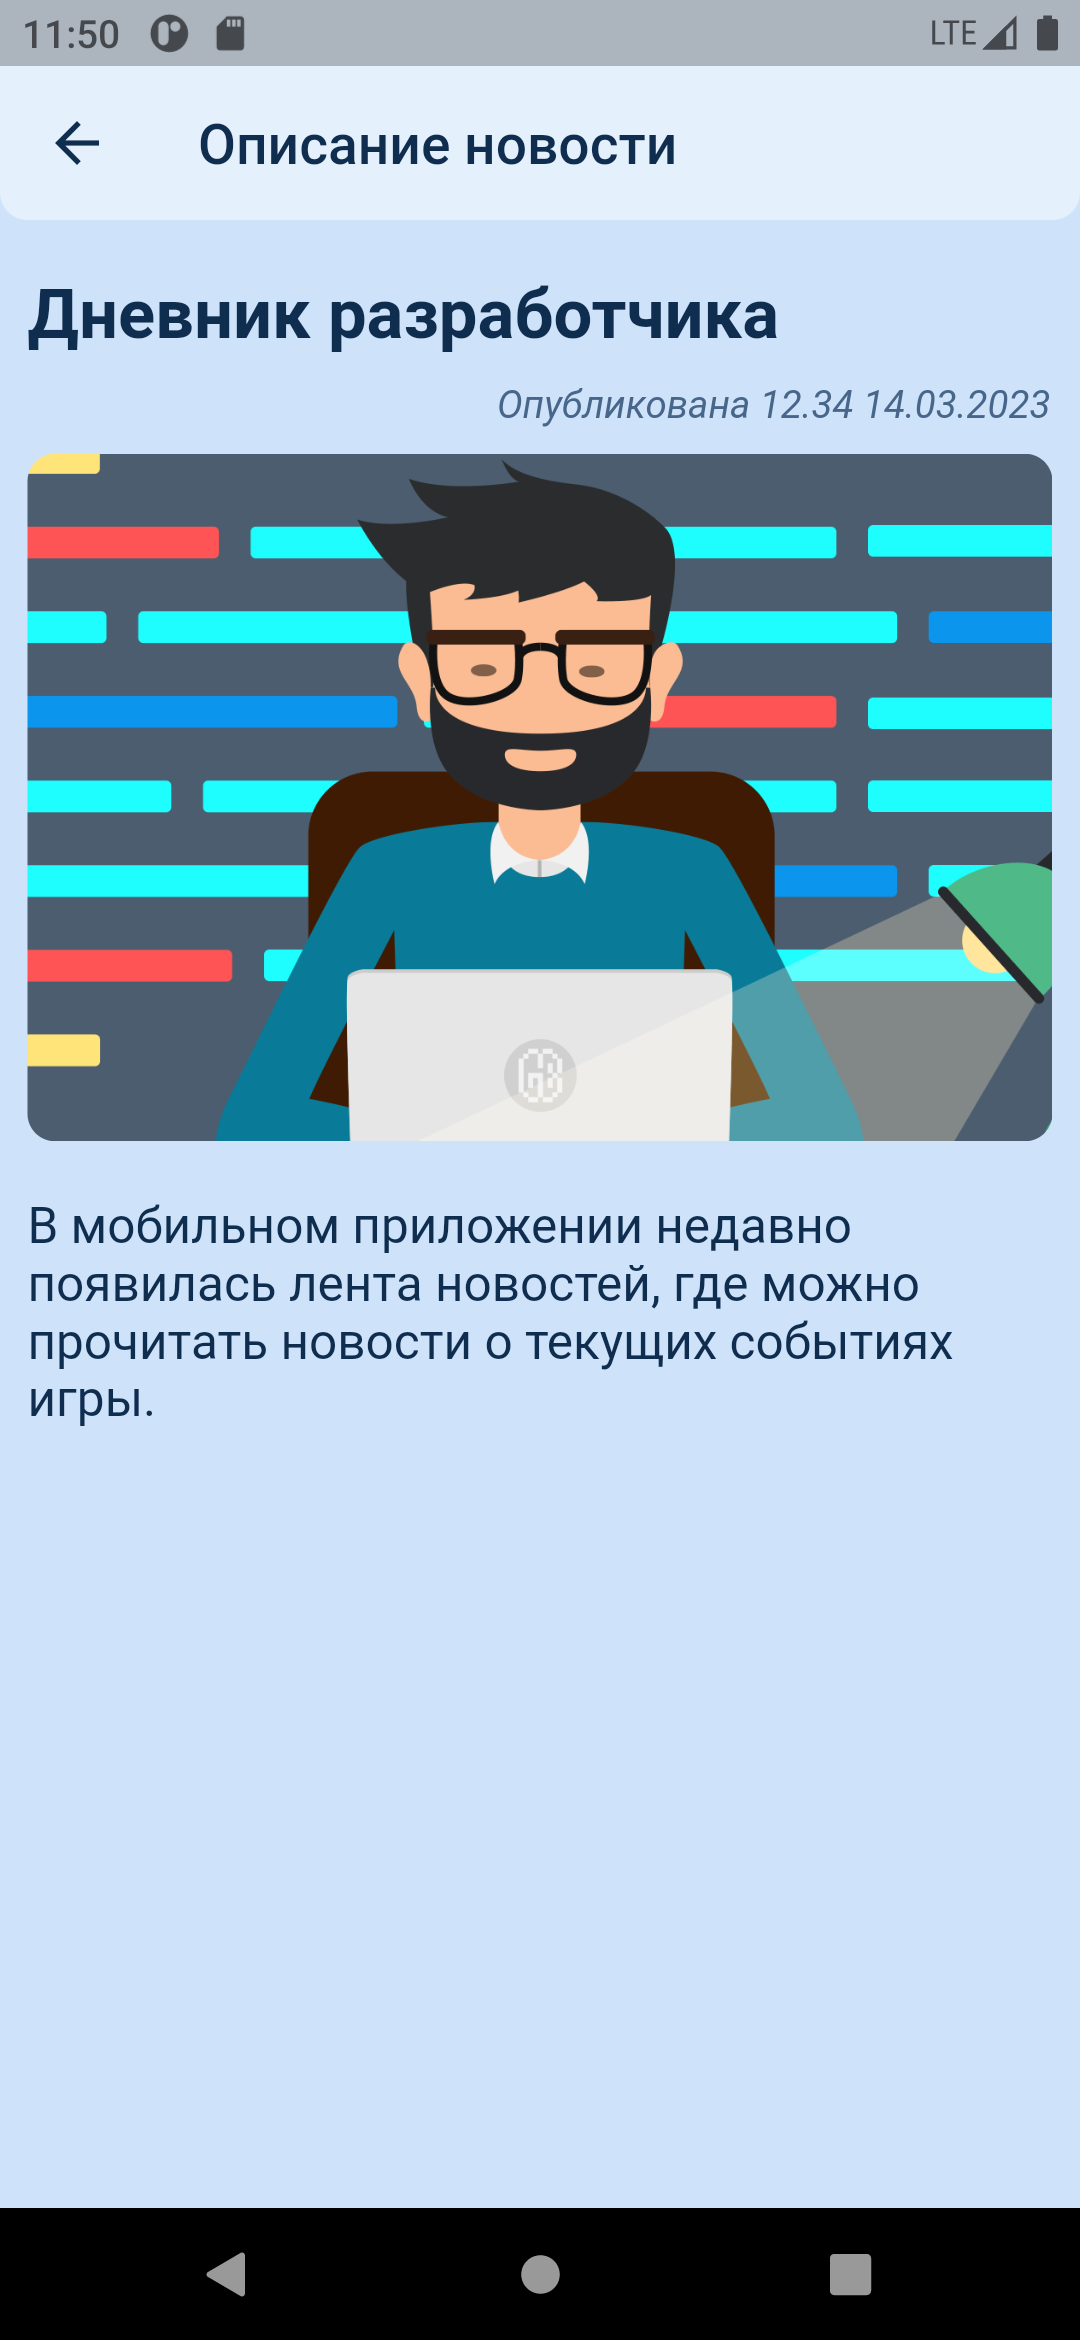 11:50
LTE
Описание новости
Дневник разработчика
Опубликована 12.34 14.03.2023
В мобильном приложении недавно
появилась лента новостей, где можно
прочитать новости о текущих событиях
игры.